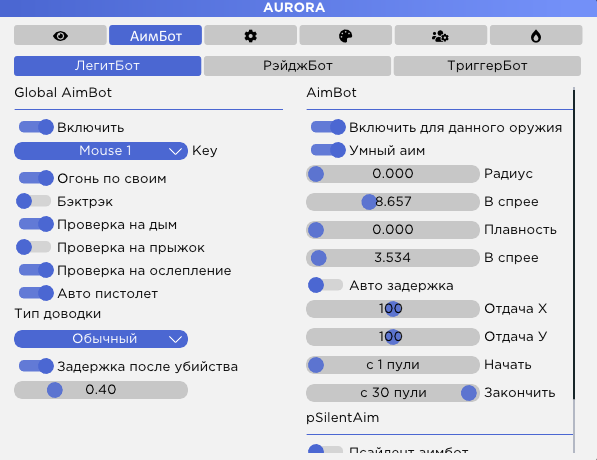 AURORA
АимБот
ЛегитБот
РэйджБот
ТриггерБот
Global AimBot
Включить
Mouse 1
Key
Огонь по своим
Бэктрэк
Проверка на дым
Проверка на прыжок
Проверка на ослепление
Авто пистолет
Тип доводки
Обычный
Задержка после убийства
0.40
AimBot
Включить для данного оружия
Умный аим
0.000
Радиус
8.657
В спрее
0.000
Плавность
3.534
В спрее
Авто задержка
100
Отдача X
100
Отдача У
с 1 пули
Начать
с 30 пули
Закончить
pSilentAim
Псайлент аимбот